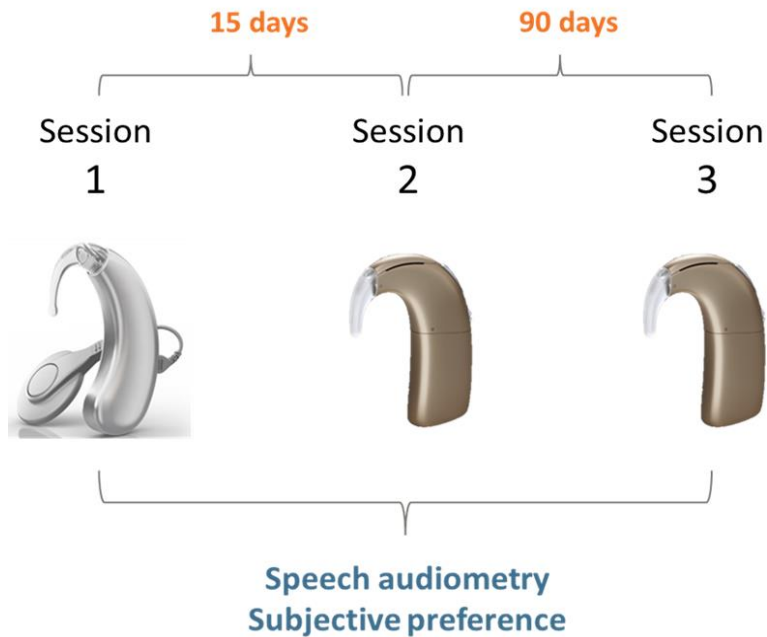 15 days
90 days
Session
1
Session
2
Session
3
Speech audiometry
Subjective preference